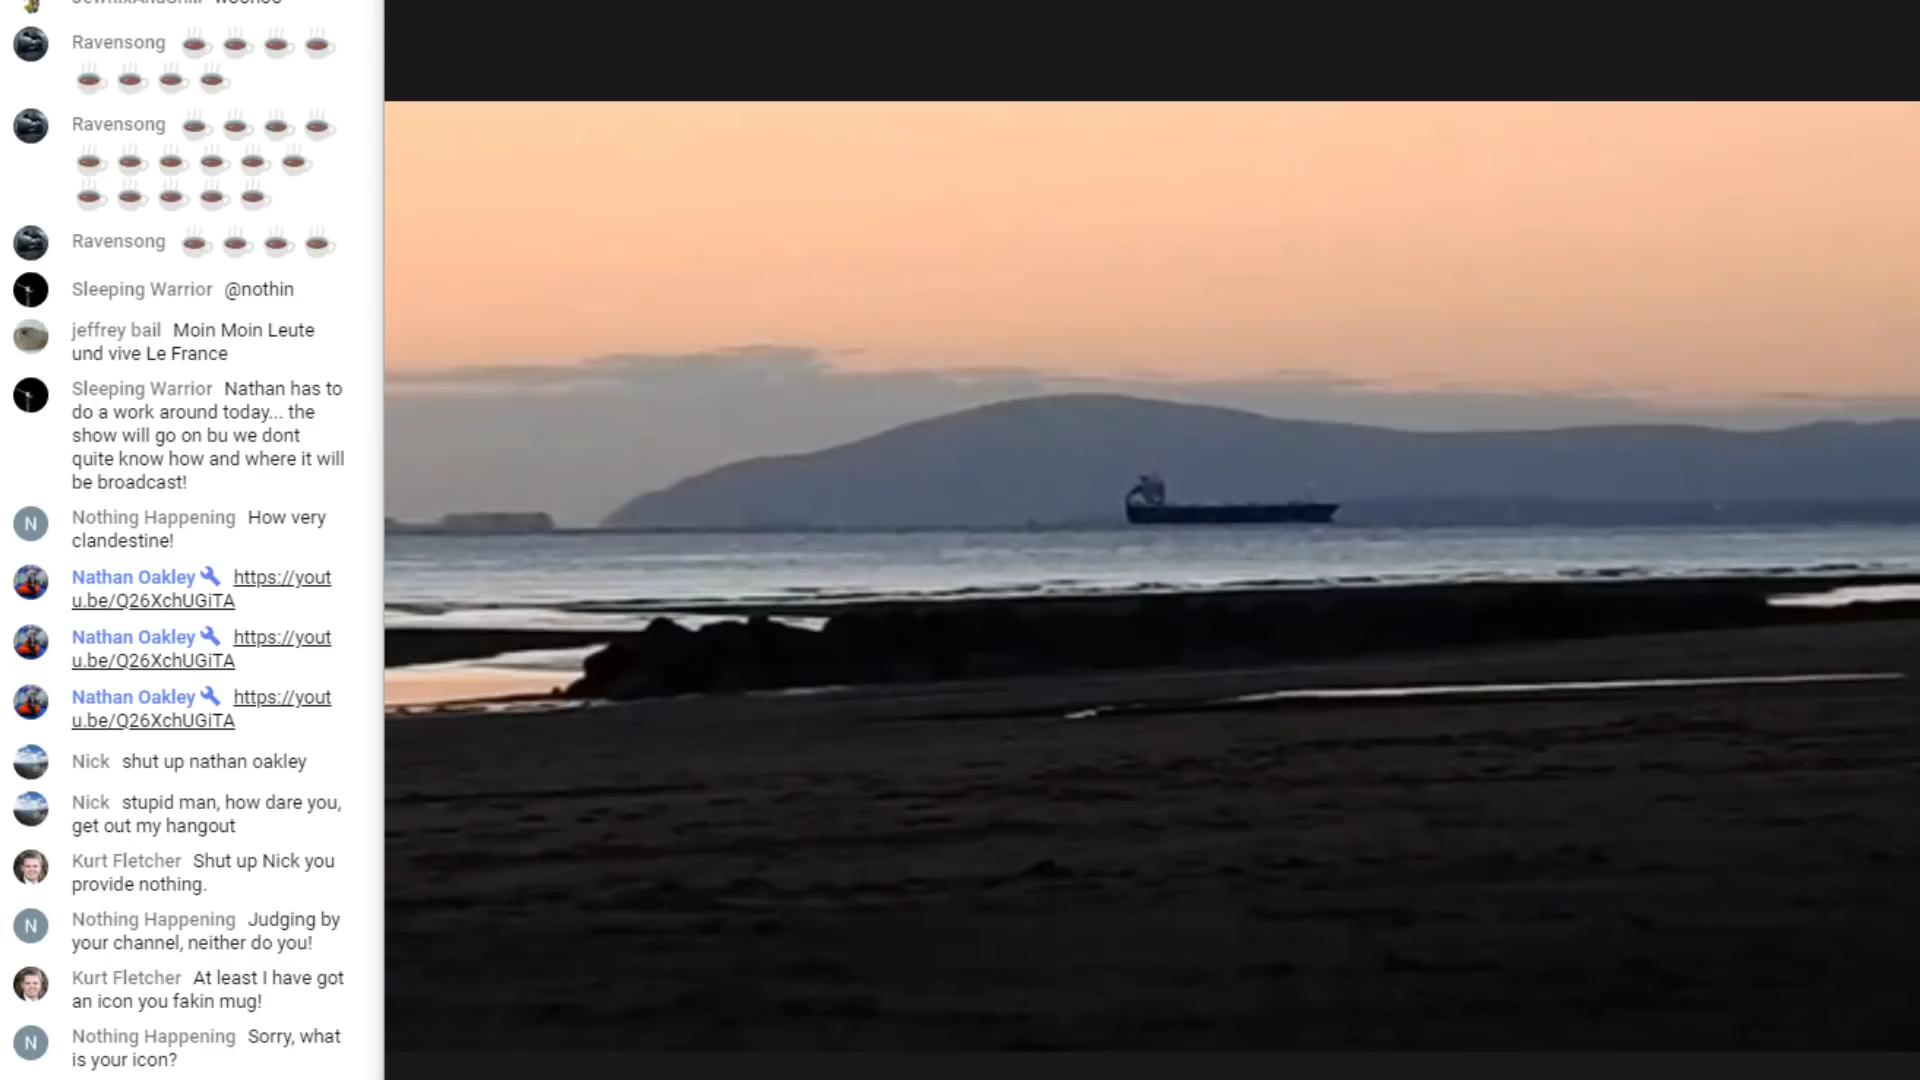 Ravensong
Ravensong
Ravensong
Sleeping Warrior @nothin
jeffrey bail Moin Moin Leute
und vive Le France
Sleeping Warrior Nathan has to
do a work around today... the
show will go on bu we dont
quite know how and where it will
be broadcast!
N
Nothing Happening How very
clandestine!
Nathan Oakley https://yout
u.be/Q26XchUGiTA
Nathan Oakley https://yout
u.be/Q26XchUGiTA
Nathan Oakley https://yout
u.be/Q26XchUGiTA
Nick shut up nathan oakley
Nick stupid man, how dare you,
get out my hangout
Kurt Fletcher Shut up Nick you
provide nothing.
N
Nothing Happening Judging by
your channel, neither do you!
Kurt Fletcher At least I have got
an icon you fakin mug!
N
Nothing Happening Sorry, what
is your icon?